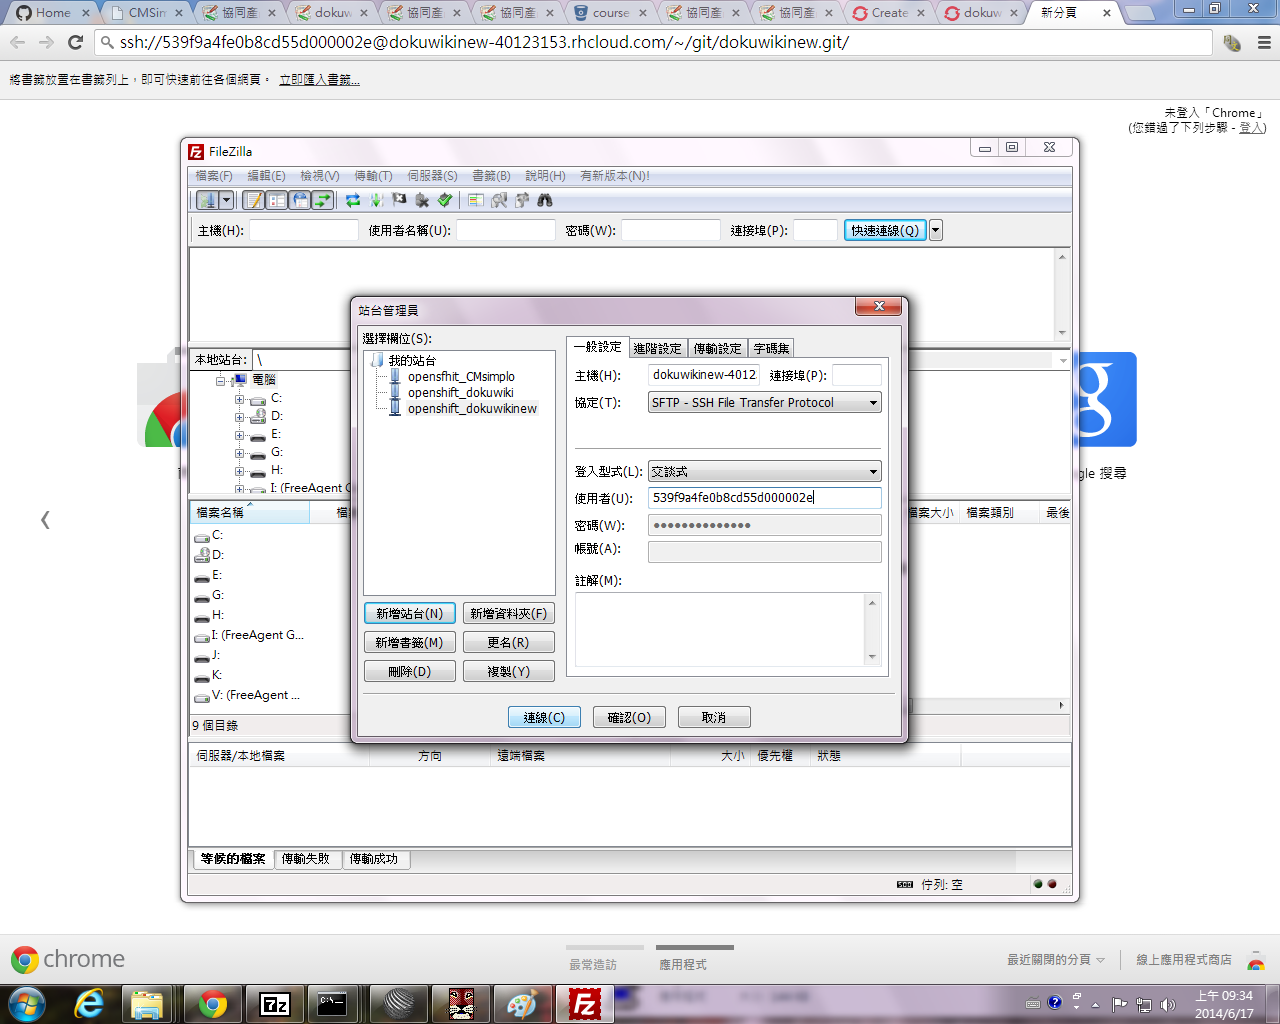 Home
CMSim
協同產
dokuw
協同產
協同產
course
協同產
協同產
Create
dokuw
新分頁
ssh://539f9a4fe0b8cd55d000002e@dokuwikinew-40123153.rhcloud.com/~/git/dokuwikinew.git/
將書籤放置在書籤列上，即可快速前往各個網頁。 立即匯入書籤...
未登入「Chrome」
(您錯過了下列步驟 - 登入)
FileZilla
檔案(F) 編輯(E) 檢視(V) 傳輸(T) 伺服器(S) 書籤(B) 說明(H) 有新版本(N)!
主機(H): 使用者名稱(U): 密碼(W): 連接埠(P): 快速連線(Q)
站台管理員
選擇欄位(S):
我的站台
opensfhit_CMsimplo
openshift_dokuwiki
openshift_dokuwikinew
一般設定 進階設定 傳輸設定 字碼集
主機(H): dokuwikinew-4012 連接埠(P):
協定(T): SFTP - SSH File Transfer Protocol
登入型式(L): 交談式
使用者(U): 539f9a4fe0b8cd55d000002e
密碼(W): ●●●●●●●●●●●●●●
帳號(A):
註解(M):
新增站台(N) 新增資料夾(F)
新增書籤(M) 更名(R)
刪除(D) 複製(Y)
連線(C) 確認(O) 取消
本地站台: \
電腦
C:
D:
E:
G:
H:
I: (FreeAgent G
gle 搜尋
檔案名稱 檔 檔案大小 檔案類別 最後
C:
D:
E:
G:
H:
I: (FreeAgent G...
J:
K:
V: (FreeAgent ...
9 個目錄
伺服器/本地檔案 方向 遠端檔案 大小 優先權 狀態
等候的檔案 傳輸失敗 傳輸成功
佇列: 空
chrome
最常造訪 應用程式
最近關閉的分頁 線上應用程式商店
7z
C:\
上午 09:34
2014/6/17